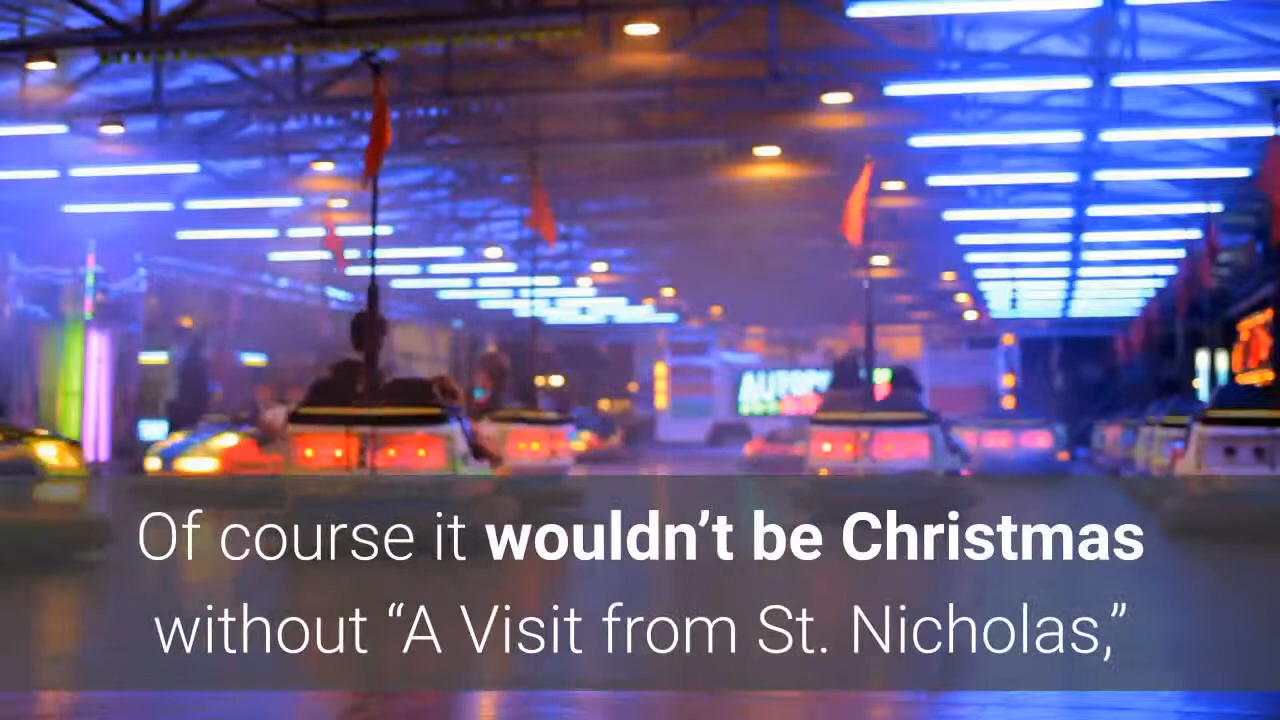 Of course it wouldn’t be Christmas
without “A Visit from St. Nicholas,”